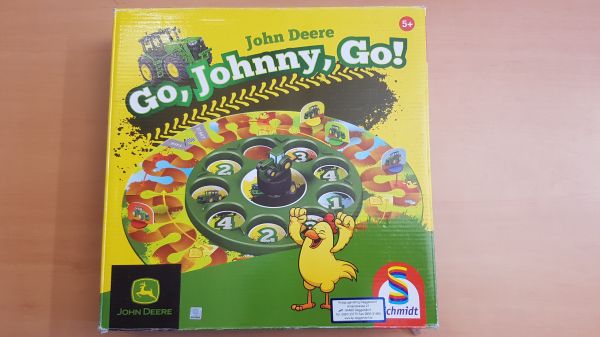 5+
John Deere
Go, Johnny, Go!
2
3
4
1
2
4
JOHN DEERE
Schmidt